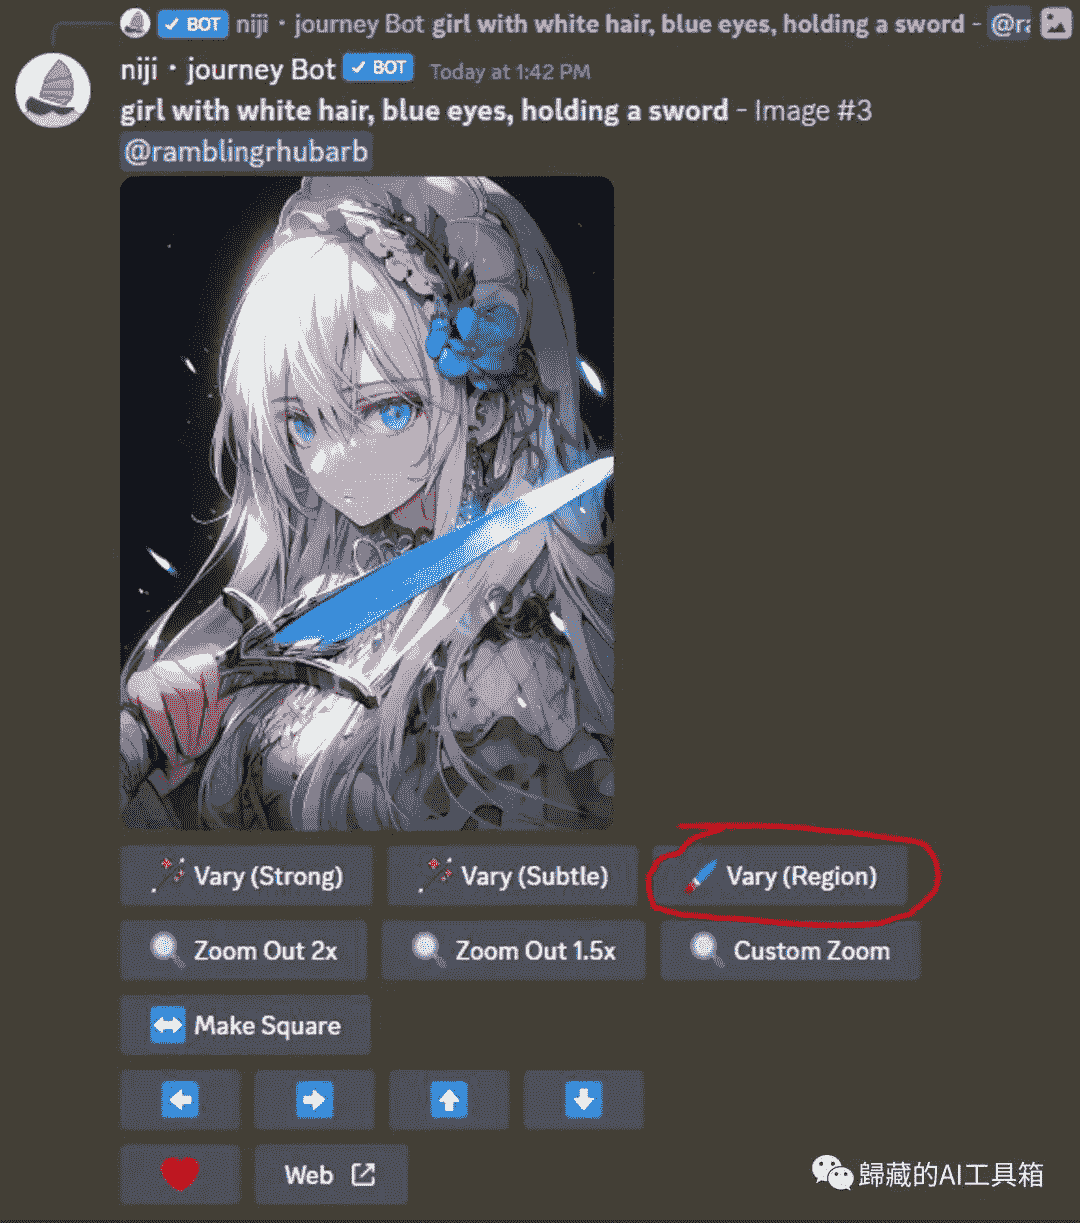 ✓ BOT niji・journey Bot girl with white hair, blue eyes, holding a sword - @ra
niji・journey Bot ✓ BOT Today at 1:42 PM
girl with white hair, blue eyes, holding a sword - Image #3
@ramblingrhubarb
Vary (Strong) Vary (Subtle) Vary (Region)
Zoom Out 2x Zoom Out 1.5x Custom Zoom
Make Square
Web
歸藏的AI工具箱